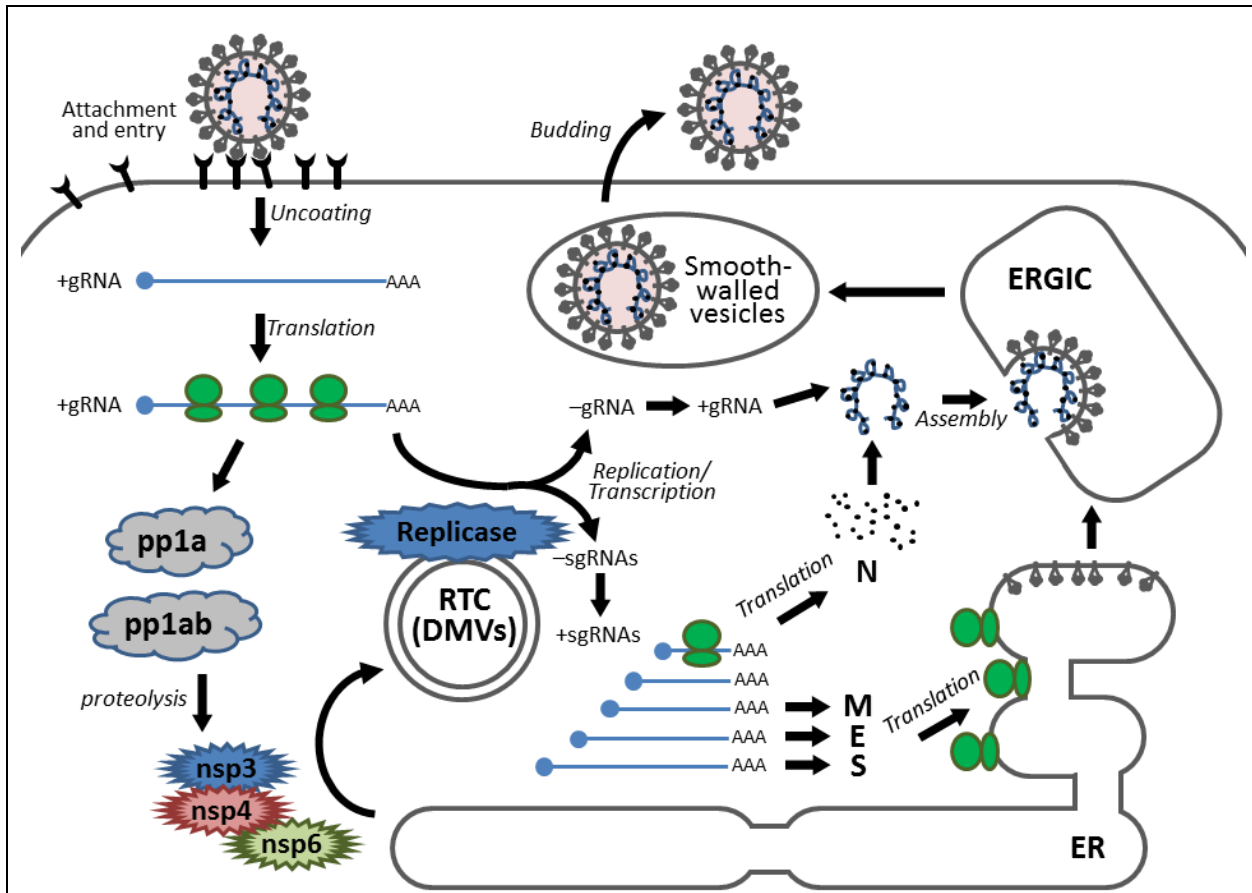 Attachment
and entry
Uncoating
+gRNA
AAA
Translation
+gRNA
AAA
pp1a
pp1ab
proteolysis
nsp3
nsp4
nsp6
Budding
Smooth-
walled
vesicles
ERGIC
–gRNA
+gRNA
Assembly
Replication/
Transcription
Replicase
RTC
(DMVs)
–sgRNAs
+sgRNAs
Translation
N
AAA
AAA
AAA
M
AAA
E
AAA
S
Translation
ER